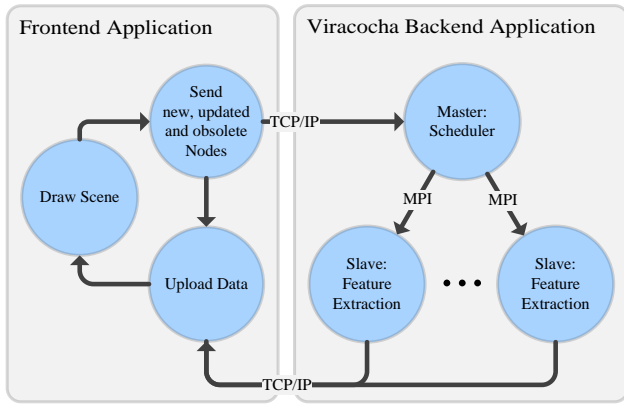 Frontend Application
Viracocha Backend Application
Send
new, updated
and obsolete
Nodes
TCP/IP
Master:
Scheduler
Draw Scene
MPI
MPI
Upload Data
Slave:
Feature
Extraction
Slave:
Feature
Extraction
TCP/IP